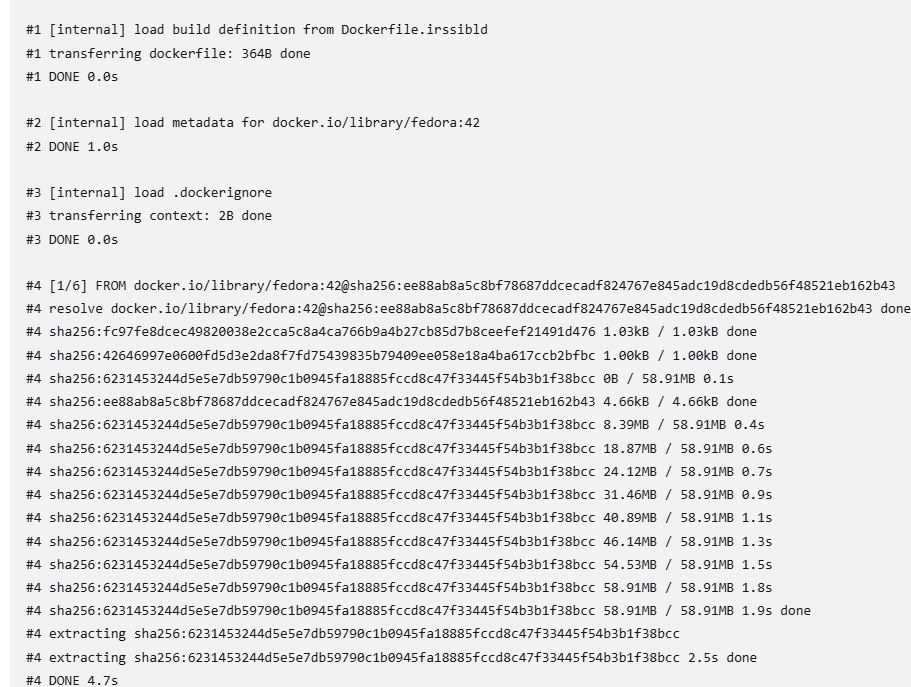 #1 [internal] load build definition from Dockerfile.irssibld
#1 transferring dockerfile: 364B done
#1 DONE 0.0s
#2 [internal] load metadata for docker.io/library/fedora:42
#2 DONE 1.0s
#3 [internal] load .dockerignore
#3 transferring context: 2B done
#3 DONE 0.0s
#4 [1/6] FROM docker.io/library/fedora:42@sha256:ee88ab8a5c8bf78687ddcecadf824767e845adc19d8cdedb56f48521eb162b43
#4 resolve docker.io/library/fedora:42@sha256:ee88ab8a5c8bf78687ddcecadf824767e845adc19d8cdedb56f48521eb162b43 done
#4 sha256:fc97fe8dcec49820038e2cca5c8a4ca766b9a4b27cb85d7b8ceefef21491d476 1.03kB / 1.03kB done
#4 sha256:42646997e0600fd5d3e2da8f7fd75439835b79409ee058e18a4ba617ccb2bfbc 1.00kB / 1.00kB done
#4 sha256:6231453244d5e5e7db59790c1b0945fa18885fccd8c47f33445f54b3b1f38bcc 0B / 58.91MB 0.1s
#4 sha256:ee88ab8a5c8bf78687ddcecadf824767e845adc19d8cdedb56f48521eb162b43 4.66kB / 4.66kB done
#4 sha256:6231453244d5e5e7db59790c1b0945fa18885fccd8c47f33445f54b3b1f38bcc 8.39MB / 58.91MB 0.4s
#4 sha256:6231453244d5e5e7db59790c1b0945fa18885fccd8c47f33445f54b3b1f38bcc 18.87MB / 58.91MB 0.6s
#4 sha256:6231453244d5e5e7db59790c1b0945fa18885fccd8c47f33445f54b3b1f38bcc 24.12MB / 58.91MB 0.7s
#4 sha256:6231453244d5e5e7db59790c1b0945fa18885fccd8c47f33445f54b3b1f38bcc 31.46MB / 58.91MB 0.9s
#4 sha256:6231453244d5e5e7db59790c1b0945fa18885fccd8c47f33445f54b3b1f38bcc 40.89MB / 58.91MB 1.1s
#4 sha256:6231453244d5e5e7db59790c1b0945fa18885fccd8c47f33445f54b3b1f38bcc 46.14MB / 58.91MB 1.3s
#4 sha256:6231453244d5e5e7db59790c1b0945fa18885fccd8c47f33445f54b3b1f38bcc 54.53MB / 58.91MB 1.5s
#4 sha256:6231453244d5e5e7db59790c1b0945fa18885fccd8c47f33445f54b3b1f38bcc 58.91MB / 58.91MB 1.8s
#4 sha256:6231453244d5e5e7db59790c1b0945fa18885fccd8c47f33445f54b3b1f38bcc 58.91MB / 58.91MB 1.9s done
#4 extracting sha256:6231453244d5e5e7db59790c1b0945fa18885fccd8c47f33445f54b3b1f38bcc
#4 extracting sha256:6231453244d5e5e7db59790c1b0945fa18885fccd8c47f33445f54b3b1f38bcc 2.5s done
#4 DONE 4.7s